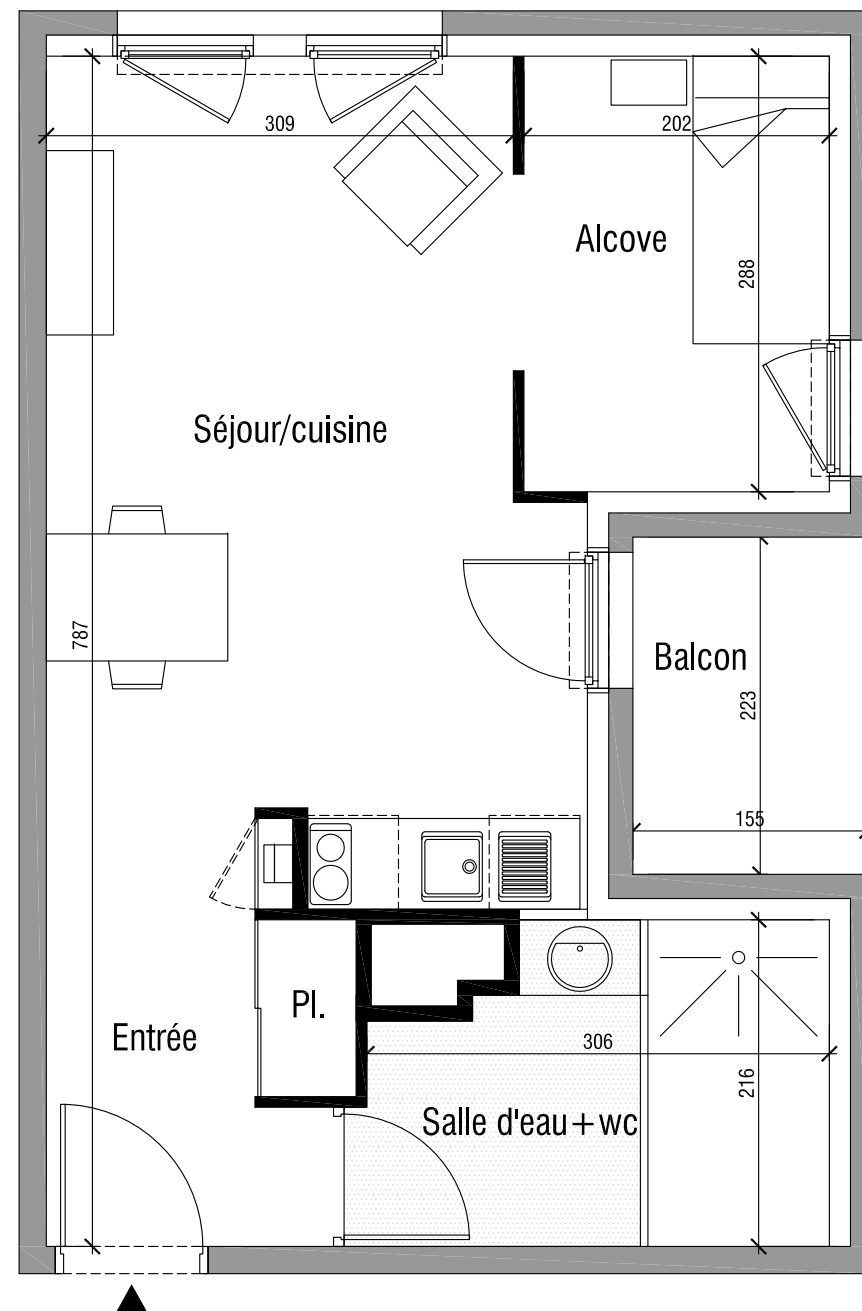 309
202
Alcove
288
Séjour/cuisine
787
Balcon
223
155
Pl.
Entrée
306
216
Salle d'eau+wc